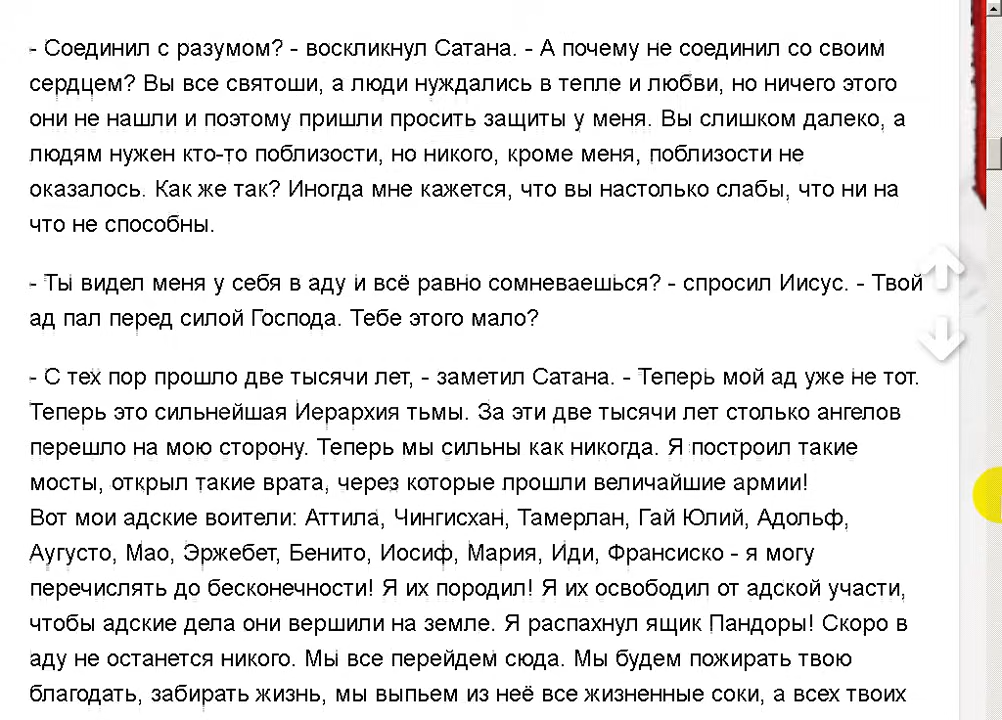 - Соединил с разумом? - воскликнул Сатана. - А почему не соединил со своим
сердцем? Вы все святоши, а люди нуждались в тепле и любви, но ничего этого
они не нашли и поэтому пришли просить защиты у меня. Вы слишком далеко, а
людям нужен кто-то поблизости, но никого, кроме меня, поблизости не
оказалось. Как же так? Иногда мне кажется, что вы настолько слабы, что ни на
что не способны.
- Ты видел меня у себя в аду и всё равно сомневаешься? - спросил Иисус. - Твой
ад пал перед силой Господа. Тебе этого мало?
- С тех пор прошло две тысячи лет, - заметил Сатана. - Теперь мой ад уже не тот.
Теперь это сильнейшая Иерархия тьмы. За эти две тысячи лет столько ангелов
перешло на мою сторону. Теперь мы сильны как никогда. Я построил такие
мосты, открыл такие врата, через которые прошли величайшие армии!
Вот мои адские воители: Аттила, Чингисхан, Тамерлан, Гай Юлий, Адольф,
Аугусто, Мао, Эржебет, Бенито, Иосиф, Мария, Иди, Франсиско - я могу
перечислять до бесконечности! Я их породил! Я их освободил от адской участи,
чтобы адские дела они вершили на земле. Я распахнул ящик Пандоры! Скоро в
аду не останется никого. Мы все перейдем сюда. Мы будем пожирать твою
благодать, забирать жизнь, мы выпьем из неё все жизненные соки, а всех твоих